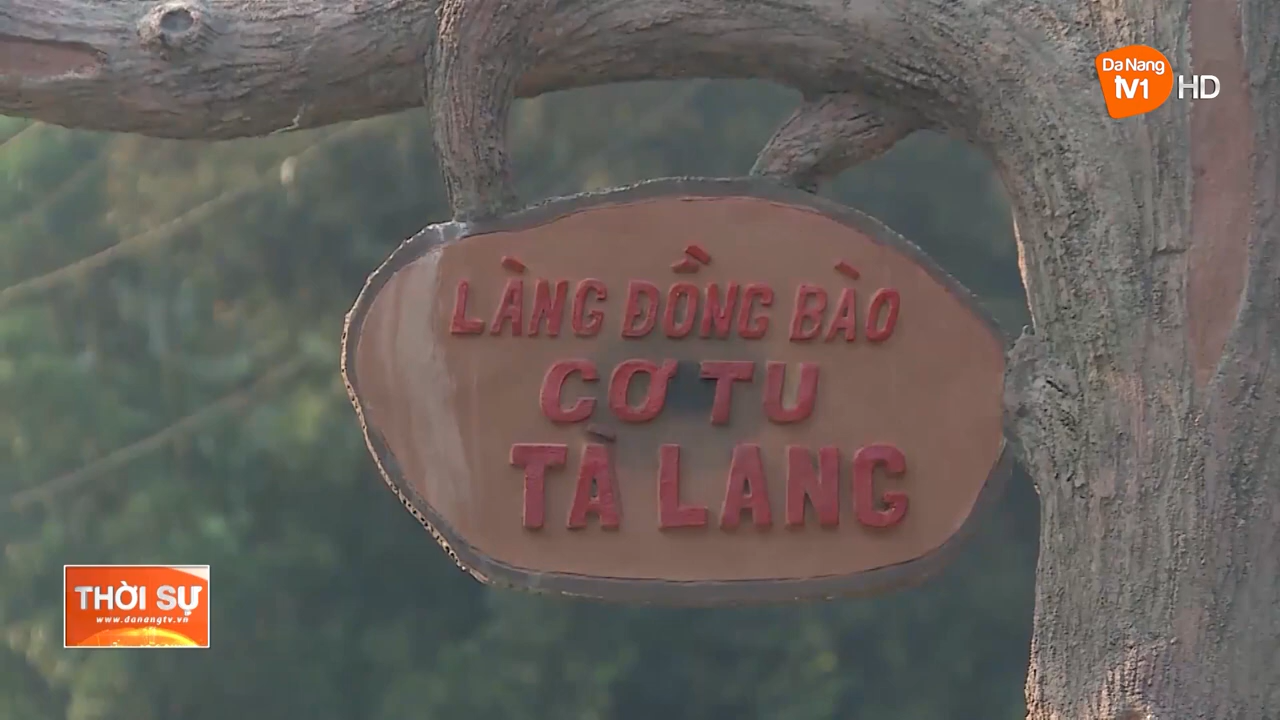 Da Nang
TV1 HD
LÀNG ĐỒNG BÀO
CƠ TU
TÀ LANG
THỜI SỰ
www.danangtv.vn